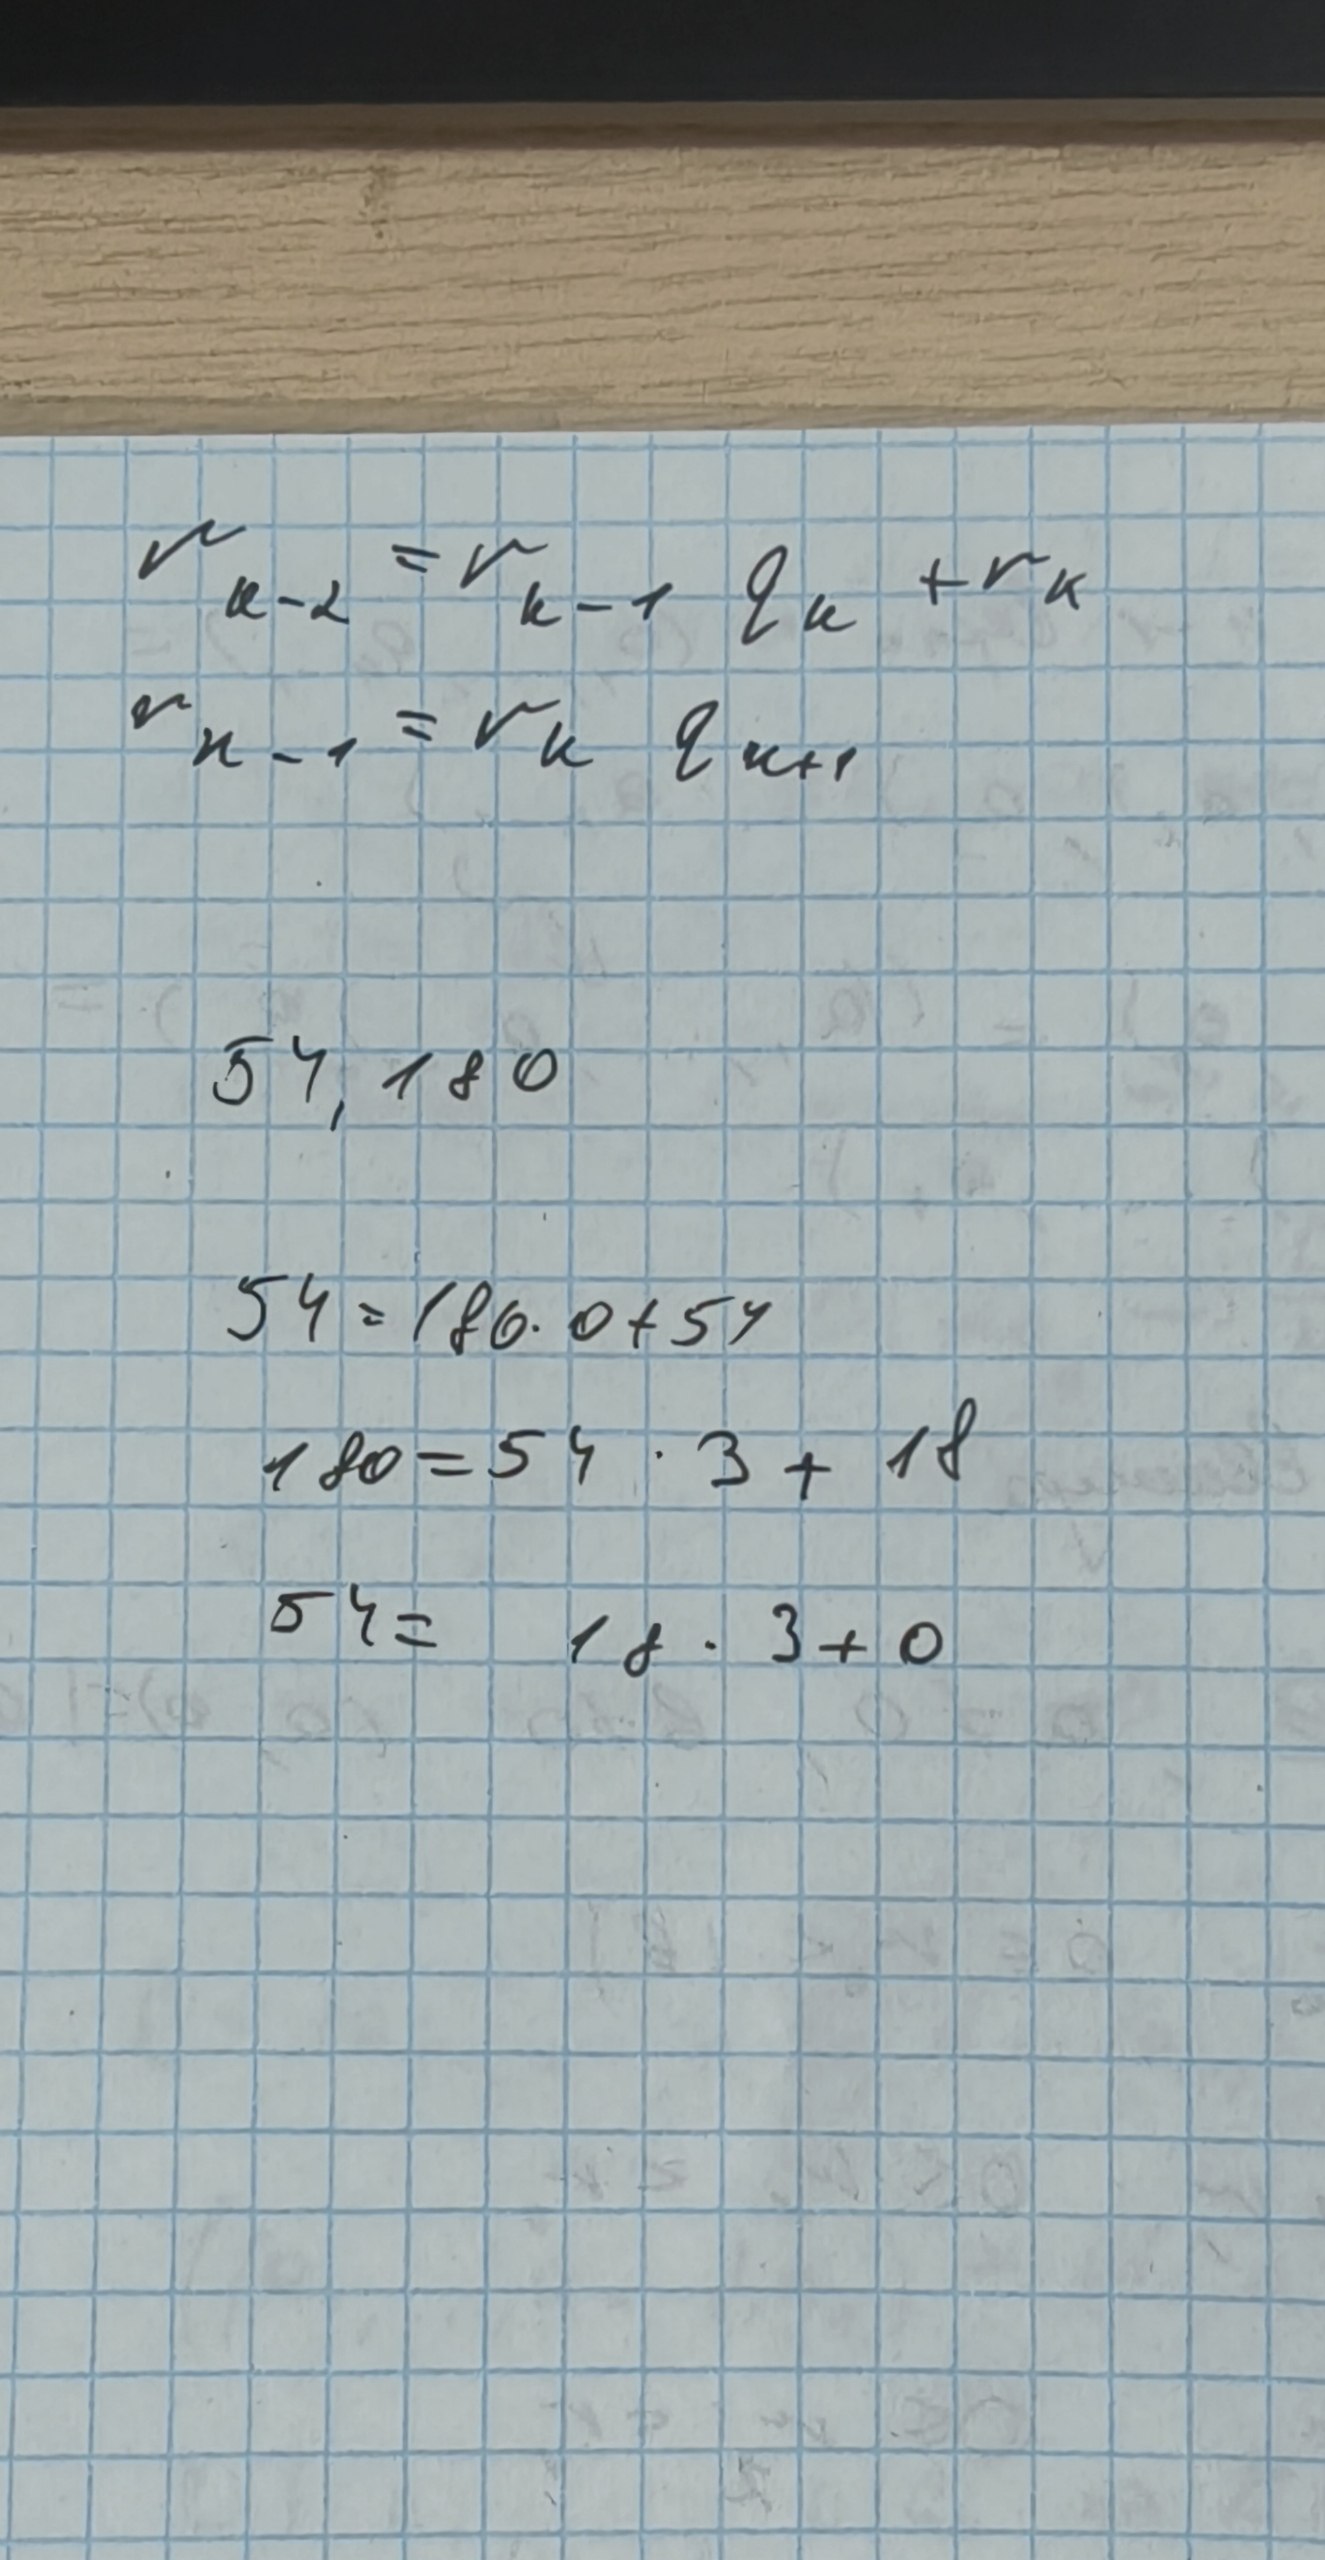 r_{k-2} = r_{k-1} q_k + r_k
r_{k-1} = r_k q_{k+1}
54, 180
54 = 180 · 0 + 54
180 = 54 · 3 + 18
54 = 18 · 3 + 0